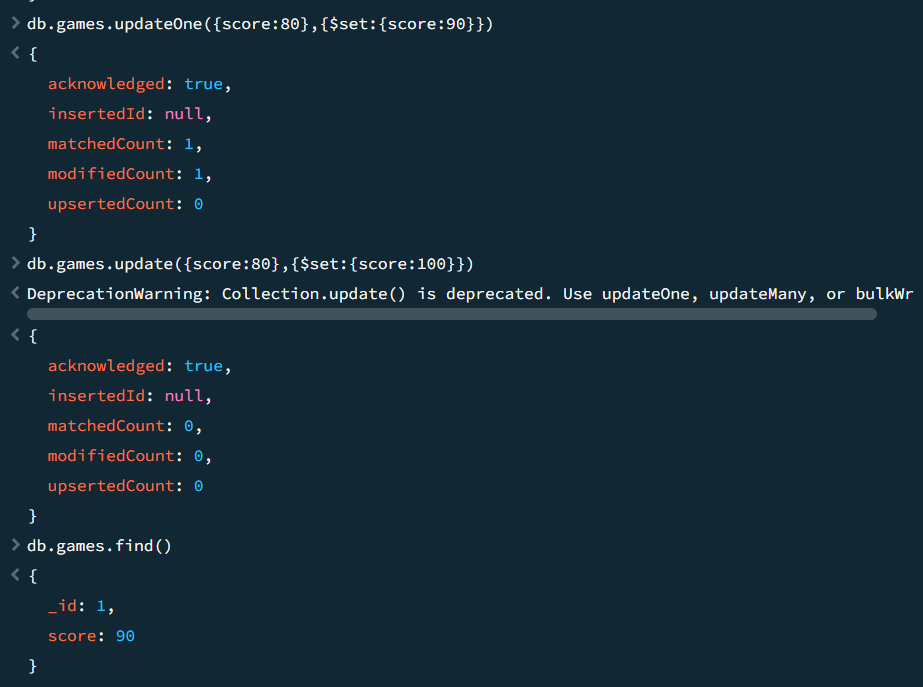 > db.games.updateOne({score:80},{$set:{score:90}})
< {
acknowledged: true,
insertedId: null,
matchedCount: 1,
modifiedCount: 1,
upsertedCount: 0
}
> db.games.update({score:80},{$set:{score:100}})
< DeprecationWarning: Collection.update() is deprecated. Use updateOne, updateMany, or bulkWr
< {
acknowledged: true,
insertedId: null,
matchedCount: 0,
modifiedCount: 0,
upsertedCount: 0
}
> db.games.find()
< {
_id: 1,
score: 90
}